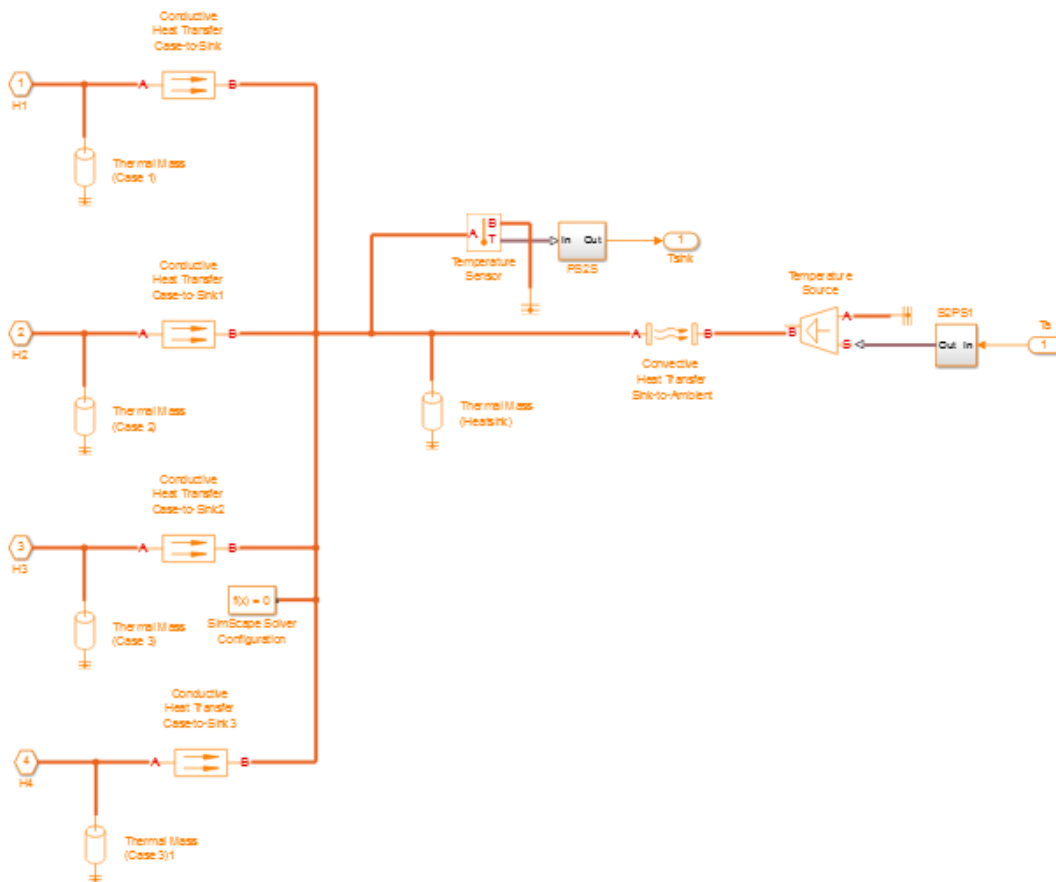 Conductive
Heat Transfer
Case-to-Sink
1
A
B
H1
Thermal Mass
(Case 1)
B
A
T
In Out
1
Temperature
Sensor
PS2S
Tsink
Conductive
Heat Transfer
Case-to-Sink1
Temperature
Source
A
B
S
S2PS1
Out In
Ta
1
2
A
B
H2
A
B
Convective
Heat Transfer
Sink-to-Ambient
Thermal Mass
(Case 2)
Thermal Mass
(Heatsink)
Conductive
Heat Transfer
Case-to-Sink2
3
A
B
H3
f(x) = 0
SimScape Solver
Configuration
Thermal Mass
(Case 3)
Conductive
Heat Transfer
Case-to-Sink3
4
A
B
H4
Thermal Mass
(Case 3)1